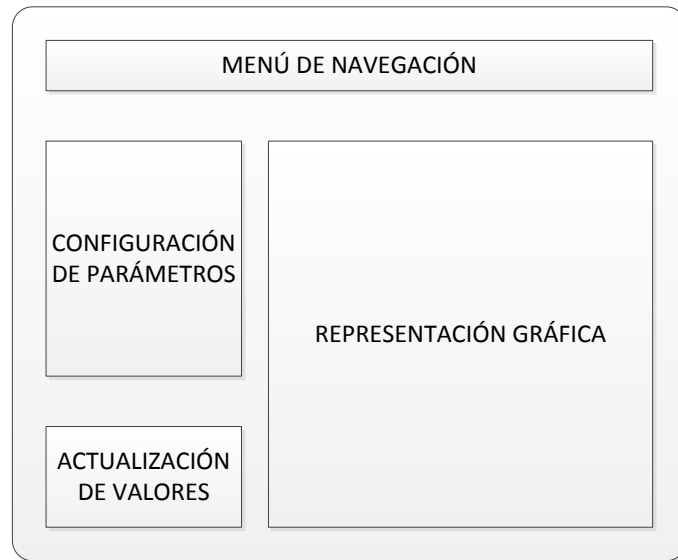 MENÚ DE NAVEGACIÓN
CONFIGURACIÓN
DE PARÁMETROS
REPRESENTACIÓN GRÁFICA
ACTUALIZACIÓN
DE VALORES